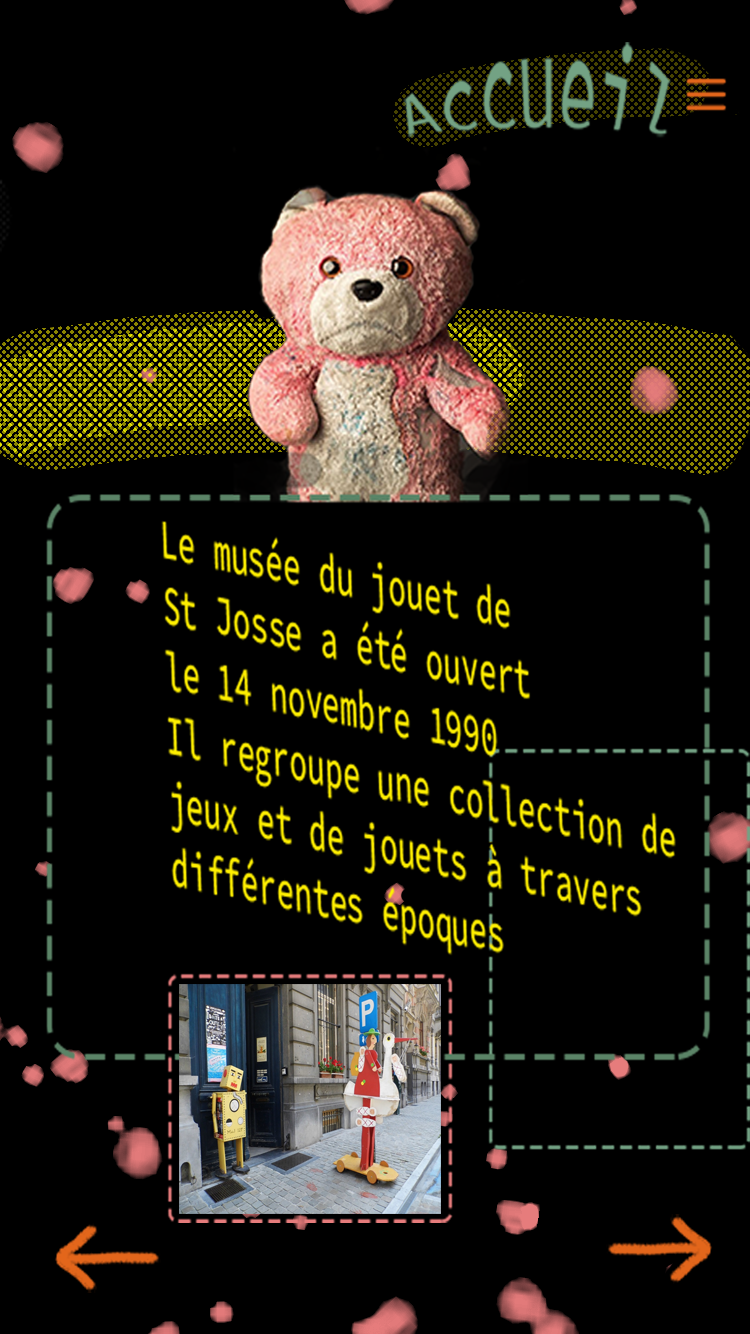 Accueil
Le musée du jouet de
St Josse a été ouvert
le 14 novembre 1990
Il regroupe une collection de
jeux et de jouets à travers
différentes époques
P